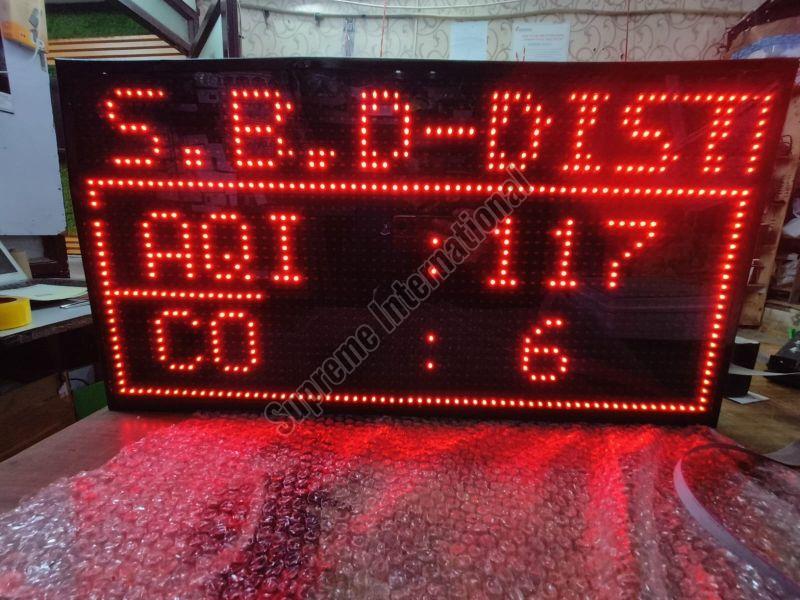 S.B.D-DIST
AQI : 117
CO : 6
Supreme International